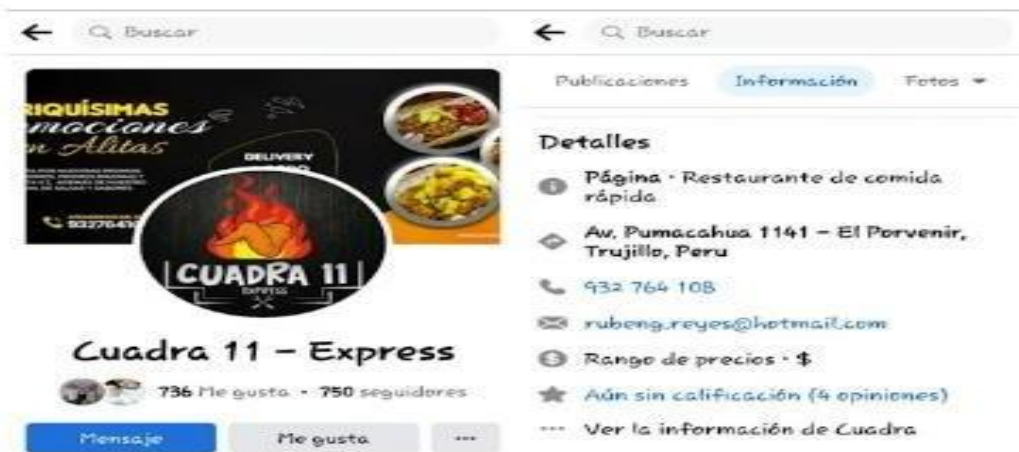 Buscar
RIQUÍSIMAS
mociones
en Alitas
DELIVERY
CUADRA 11
EXPRESS
Cuadra 11 – Express
736 Me gusta • 750 seguidores
Mensaje
Me gusta
Buscar
Publicaciones
Información
Fotos
Detalles
Página · Restaurante de comida
rápida
Av. Pumacahua 1141 – El Porvenir,
Trujillo, Peru
932 764 108
rubeng.reyes@hotmail.com
Rango de precios · $
Aún sin calificación (4 opiniones)
Ver la información de Cuadra